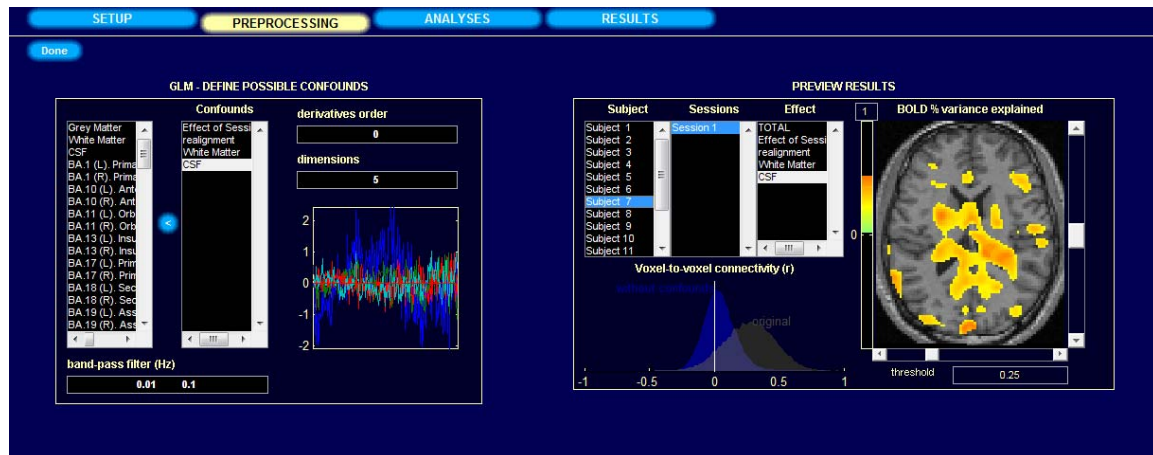 SETUP PREPROCESSING ANALYSES RESULTS
Done
GLM - DEFINE POSSIBLE CONFOUNDS
Confounds
Grey Matter
White Matter
CSF
BA.1 (L). Prima
BA.1 (R). Prima
BA.10 (L). Ante
BA.10 (R). Ante
BA.11 (L). Orb
BA.11 (R). Orb
BA.13 (L). Insu
BA.13 (R). Insu
BA.17 (L). Prim
BA.17 (R). Prim
BA.18 (L). Sec
BA.18 (R). Sec
BA.19 (L). Ass
BA.19 (R). Ass
<
Effect of Sessi
realignment
White Matter
CSF
derivatives order
0
dimensions
5
2
1
0
-1
-2
band-pass filter (Hz)
0.01 0.1
PREVIEW RESULTS
Subject Sessions Effect
Subject 1
Subject 2
Subject 3
Subject 4
Subject 5
Subject 6
Subject 7
Subject 8
Subject 9
Subject 10
Subject 11
Session 1
TOTAL
Effect of Sessi
realignment
White Matter
CSF
1
0
BOLD % variance explained
Voxel-to-voxel connectivity (r)
without confounds
original
-1 -0.5 0 0.5 1
threshold 0.25